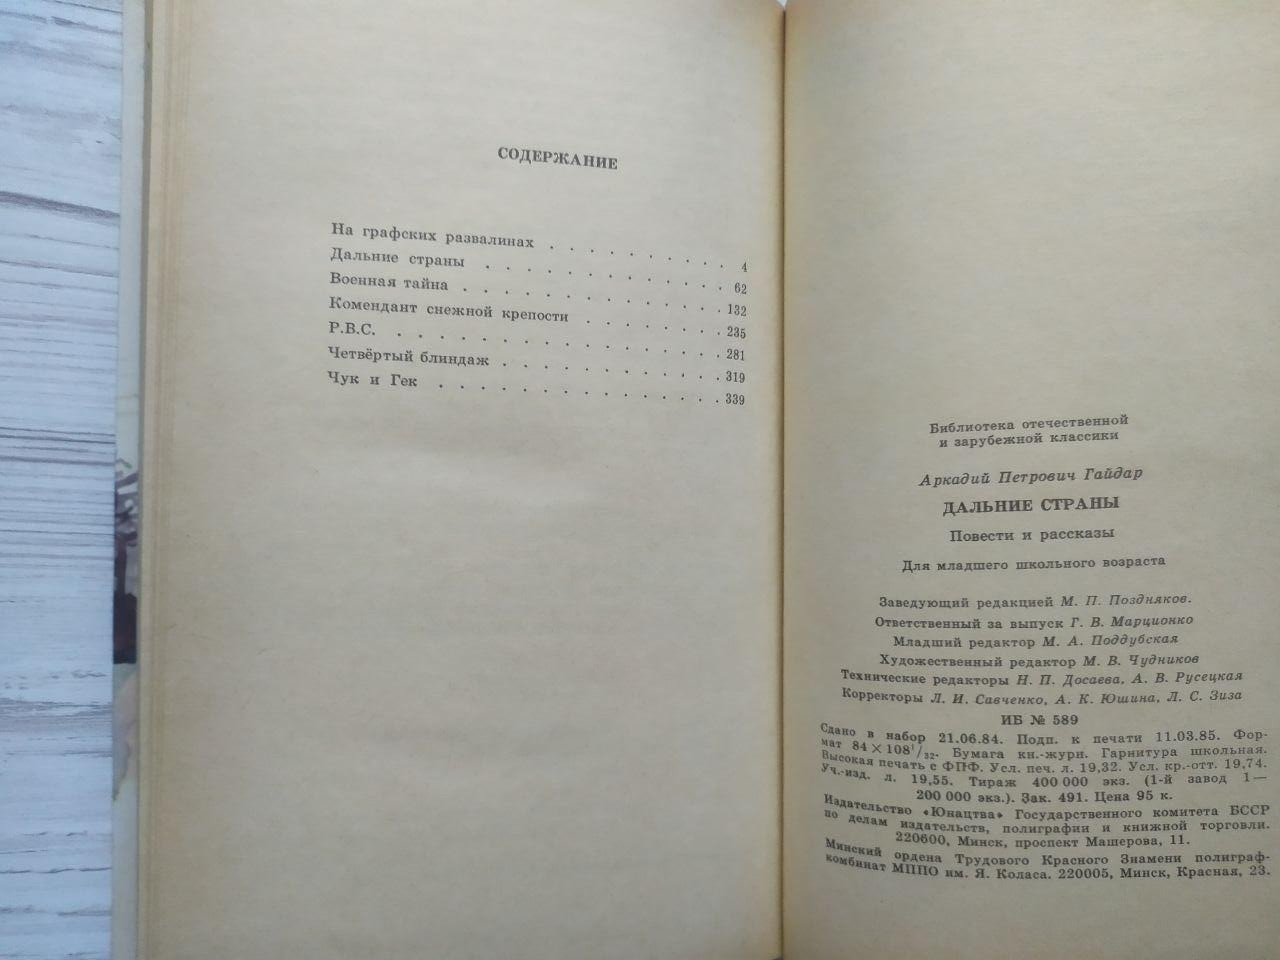 СОДЕРЖАНИЕ
На графских развалинах . . . . . . . . . . 4
Дальние страны . . . . . . . . . . . . 62
Военная тайна . . . . . . . . . . . . . 132
Комендант снежной крепости . . . . . . . . 235
Р.В.С. . . . . . . . . . . . . . . . . 281
Четвёртый блиндаж . . . . . . . . . . . 319
Чук и Гек . . . . . . . . . . . . . . 339
Библиотека отечественной
и зарубежной классики
Аркадий Петрович Гайдар
ДАЛЬНИЕ СТРАНЫ
Повести и рассказы
Для младшего школьного возраста
Заведующий редакцией М. П. Поздняков.
Ответственный за выпуск Г. В. Марционко
Младший редактор М. А. Поддубская
Художественный редактор М. В. Чудников
Технические редакторы Н. П. Досаева, А. В. Русецкая
Корректоры Л. И. Савченко, А. К. Юшина, Л. С. Зиза
ИБ № 589
Сдано в набор 21.06.84. Подп. к печати 11.03.85. Фор-
мат 84×108¹/₃₂. Бумага кн.-журн. Гарнитура школьная.
Высокая печать с ФПФ. Усл. печ. л. 19,32. Усл. кр.-отт. 19,74.
Уч.-изд. л. 19,55. Тираж 400 000 экз. (1-й завод 1—
200 000 экз.). Зак. 491. Цена 95 к.
Издательство «Юнацтва» Государственного комитета БССР
по делам издательств, полиграфии и книжной торговли.
220600, Минск, проспект Машерова, 11.
Минский ордена Трудового Красного Знамени полиграф-
комбинат МППО им. Я. Коласа. 220005, Минск, Красная, 23.